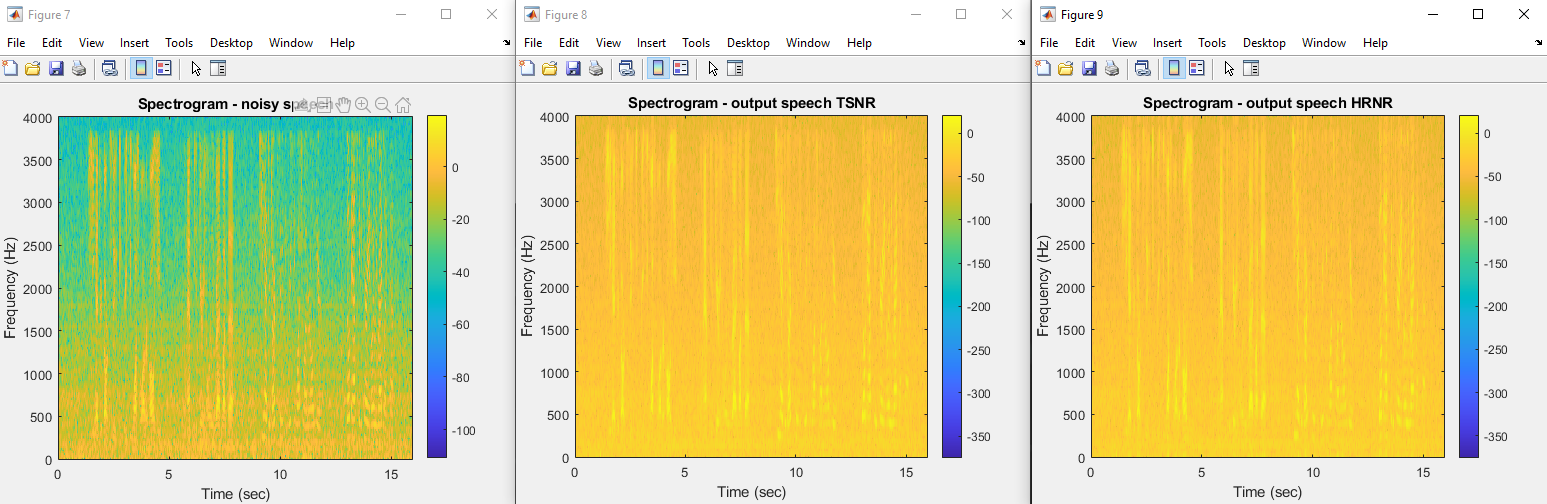 Figure 7
File Edit View Insert Tools Desktop Window Help
Spectrogram - noisy speech
4000
3500
3000
2500
2000
1500
1000
500
0
Frequency (Hz)
0 5 10 15
Time (sec)
0
-20
-40
-60
-80
-100
Figure 8
File Edit View Insert Tools Desktop Window Help
Spectrogram - output speech TSNR
4000
3500
3000
2500
2000
1500
1000
500
0
Frequency (Hz)
0 5 10 15
Time (sec)
0
-50
-100
-150
-200
-250
-300
-350
Figure 9
File Edit View Insert Tools Desktop Window Help
Spectrogram - output speech HRNR
4000
3500
3000
2500
2000
1500
1000
500
0
Frequency (Hz)
0 5 10 15
Time (sec)
0
-50
-100
-150
-200
-250
-300
-350